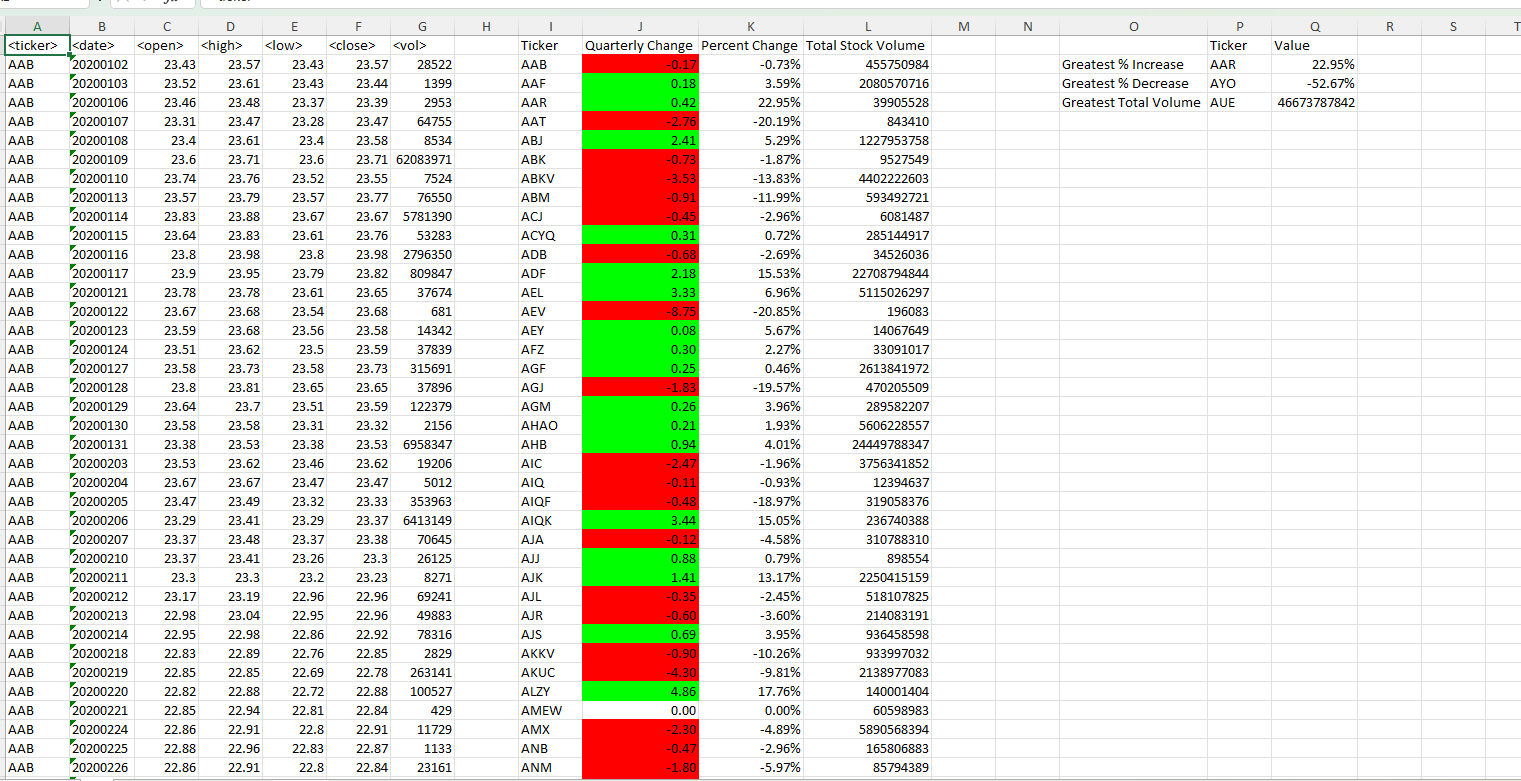 A B C D E F G H I J K L M N O P Q R S T
<ticker> <date> <open> <high> <low> <close> <vol> Ticker Quarterly Change Percent Change Total Stock Volume Ticker Value
AAB 20200102 23.43 23.57 23.43 23.57 28522 AAB -0.17 -0.73% 455750984 Greatest % Increase AAR 22.95%
AAB 20200103 23.52 23.61 23.43 23.44 1399 AAF 0.18 3.59% 2080570716 Greatest % Decrease AYO -52.67%
AAB 20200106 23.46 23.48 23.37 23.39 2953 AAR 0.42 22.95% 39905528 Greatest Total Volume AUE 46673787842
AAB 20200107 23.31 23.47 23.28 23.47 64755 AAT -2.76 -20.19% 843410
AAB 20200108 23.4 23.61 23.4 23.58 8534 ABJ 2.41 5.29% 1227953758
AAB 20200109 23.6 23.71 23.6 23.71 62083971 ABK -0.73 -1.87% 9527549
AAB 20200110 23.74 23.76 23.52 23.55 7524 ABKV -3.53 -13.83% 4402222603
AAB 20200113 23.57 23.79 23.57 23.77 76550 ABM -0.91 -11.99% 593492721
AAB 20200114 23.83 23.88 23.67 23.67 5781390 ACJ -0.45 -2.96% 6081487
AAB 20200115 23.64 23.83 23.61 23.76 53283 ACYQ 0.31 0.72% 285144917
AAB 20200116 23.8 23.98 23.8 23.98 2796350 ADB -0.68 -2.69% 34526036
AAB 20200117 23.9 23.95 23.79 23.82 809847 ADF 2.18 15.53% 22708794844
AAB 20200121 23.78 23.78 23.61 23.65 37674 AEL 3.33 6.96% 5115026297
AAB 20200122 23.67 23.68 23.54 23.68 681 AEV -8.75 -20.85% 196083
AAB 20200123 23.59 23.68 23.56 23.58 14342 AEY 0.08 5.67% 14067649
AAB 20200124 23.51 23.62 23.5 23.59 37839 AFZ 0.30 2.27% 33091017
AAB 20200127 23.58 23.73 23.58 23.73 315691 AGF 0.25 0.46% 2613841972
AAB 20200128 23.8 23.81 23.65 23.65 37896 AGJ -1.83 -19.57% 470205509
AAB 20200129 23.64 23.7 23.51 23.59 122379 AGM 0.26 3.96% 289582207
AAB 20200130 23.58 23.58 23.31 23.32 2156 AHAO 0.21 1.93% 5606228557
AAB 20200131 23.38 23.53 23.38 23.53 6958347 AHB 0.94 4.01% 24449788347
AAB 20200203 23.53 23.62 23.46 23.62 19206 AIC -2.47 -1.96% 3756341852
AAB 20200204 23.67 23.67 23.47 23.47 5012 AIQ -0.11 -0.93% 12394637
AAB 20200205 23.47 23.49 23.32 23.33 353963 AIQF -0.48 -18.97% 319058376
AAB 20200206 23.29 23.41 23.29 23.37 6413149 AIQK 3.44 15.05% 236740388
AAB 20200207 23.37 23.48 23.37 23.38 70645 AJA -0.12 -4.58% 310788310
AAB 20200210 23.37 23.41 23.26 23.3 26125 AJJ 0.88 0.79% 898554
AAB 20200211 23.3 23.3 23.2 23.23 8271 AJK 1.41 13.17% 2250415159
AAB 20200212 23.17 23.19 22.96 22.96 69241 AJL -0.35 -2.45% 518107825
AAB 20200213 22.98 23.04 22.95 22.96 49883 AJR -0.60 -3.60% 214083191
AAB 20200214 22.95 22.98 22.86 22.92 78316 AJS 0.69 3.95% 936458598
AAB 20200218 22.83 22.89 22.76 22.85 2829 AKKV -0.90 -10.26% 933997032
AAB 20200219 22.85 22.85 22.69 22.78 263141 AKUC -4.30 -9.81% 2138977083
AAB 20200220 22.82 22.88 22.72 22.88 100527 ALZY 4.86 17.76% 140001404
AAB 20200221 22.85 22.94 22.81 22.84 429 AMEW 0.00 0.00% 60598983
AAB 20200224 22.86 22.91 22.8 22.91 11729 AMX -2.30 -4.89% 5890568394
AAB 20200225 22.88 22.96 22.83 22.87 1133 ANB -0.47 -2.96% 165806883
AAB 20200226 22.86 22.91 22.8 22.84 23161 ANM -1.80 -5.97% 85794389